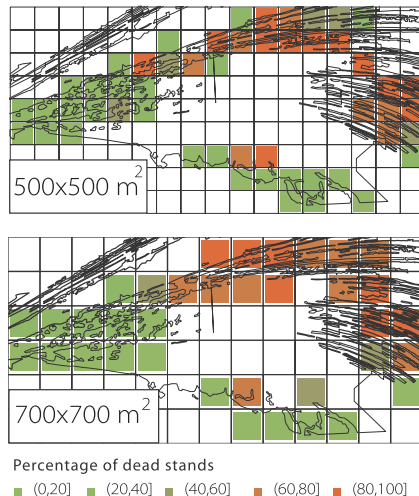 500x500 m²
700x700 m²
Percentage of dead stands
(0,20] (20,40] (40,60] (60,80] (80,100]